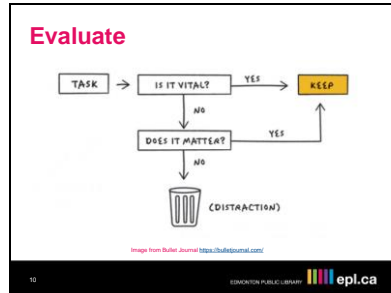 Evaluate
TASK
IS IT VITAL?
YES
KEEP
NO
DOES IT MATTER?
YES
NO
(DISTRACTION)
Image from Bullet Journal https://bulletjournal.com/
10
EDMONTON PUBLIC LIBRARY epl.ca